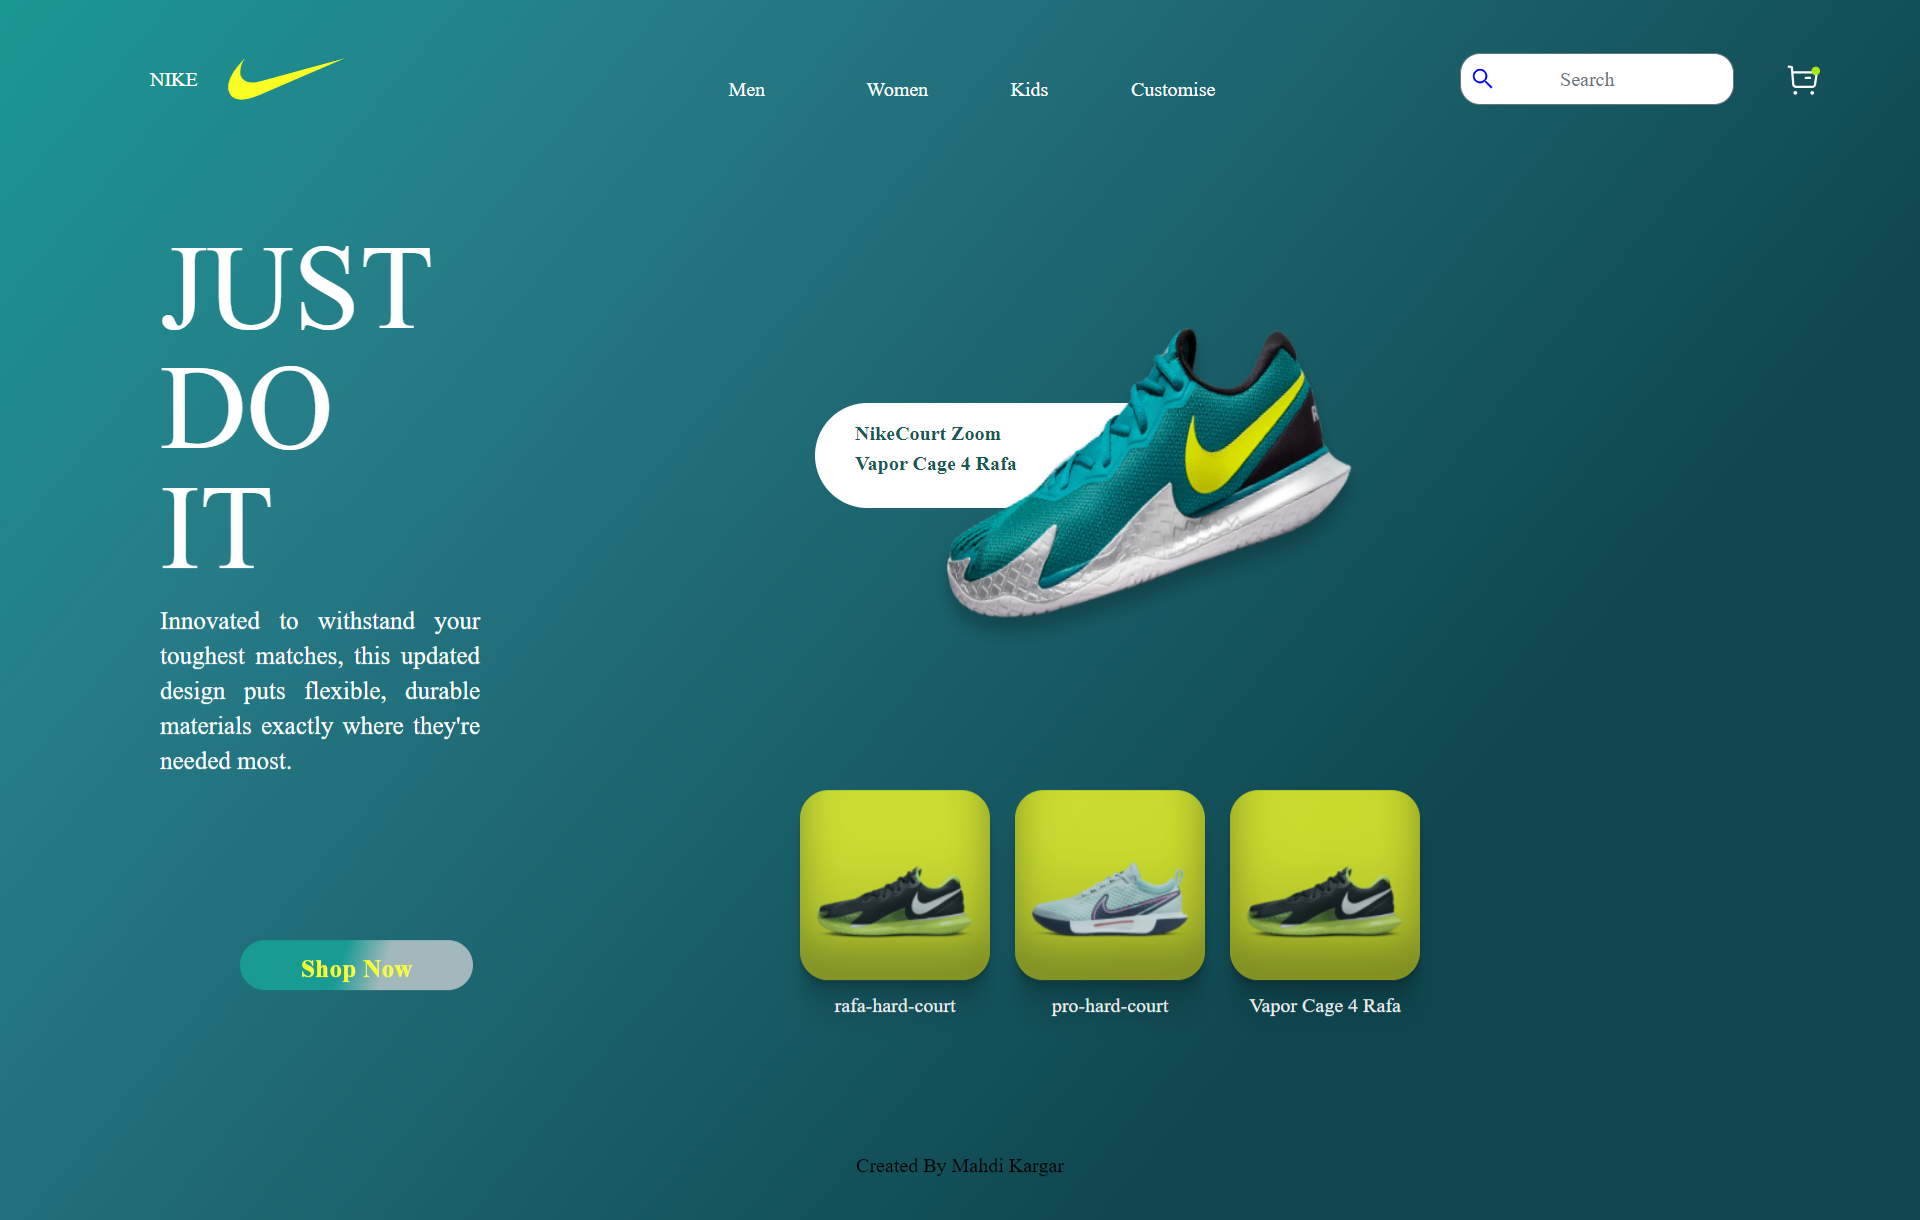 NIKE
Men
Women
Kids
Customise
Search
JUST
DO
IT
Innovated to withstand your
toughest matches, this updated
design puts flexible, durable
materials exactly where they're
needed most.
Shop Now
NikeCourt Zoom
Vapor Cage 4 Rafa
rafa-hard-court
pro-hard-court
Vapor Cage 4 Rafa
Created By Mahdi Kargar